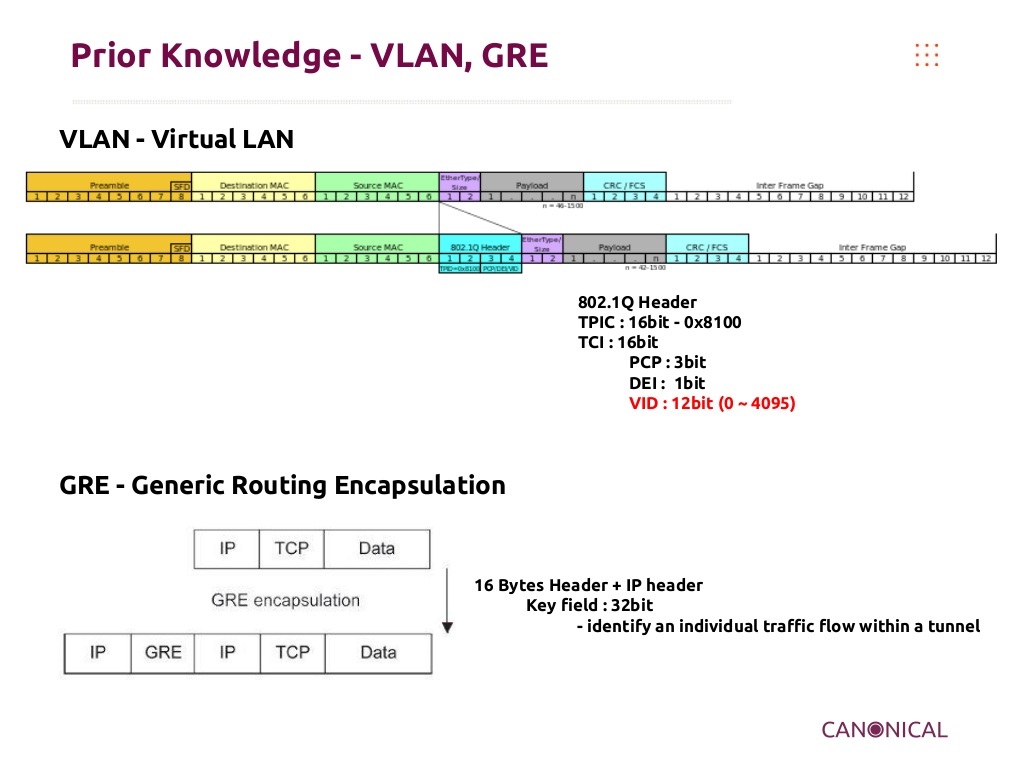 Prior Knowledge - VLAN, GRE
VLAN - Virtual LAN
Preamble SFD Destination MAC Source MAC EtherType/ Size Payload CRC / FCS Inter Frame Gap
1 2 3 4 5 6 7 8 1 2 3 4 5 6 1 2 3 4 5 6 1 2 1 . . . n 1 2 3 4 1 2 3 4 5 6 7 8 9 10 11 12
n = 46-1500
Preamble SFD Destination MAC Source MAC 802.1Q Header EtherType/ Size Payload CRC / FCS Inter Frame Gap
1 2 3 4 5 6 7 8 1 2 3 4 5 6 1 2 3 4 5 6 1 2 3 4 1 2 1 . . . n 1 2 3 4 1 2 3 4 5 6 7 8 9 10 11 12
TPID=0x8100 PCP/DEI/VID n = 42-1500
802.1Q Header
TPIC : 16bit - 0x8100
TCI : 16bit
PCP : 3bit
DEI : 1bit
VID : 12bit (0 ~ 4095)
GRE - Generic Routing Encapsulation
IP TCP Data
GRE encapsulation
16 Bytes Header + IP header
Key field : 32bit
- identify an individual traffic flow within a tunnel
IP GRE IP TCP Data
CANONICAL